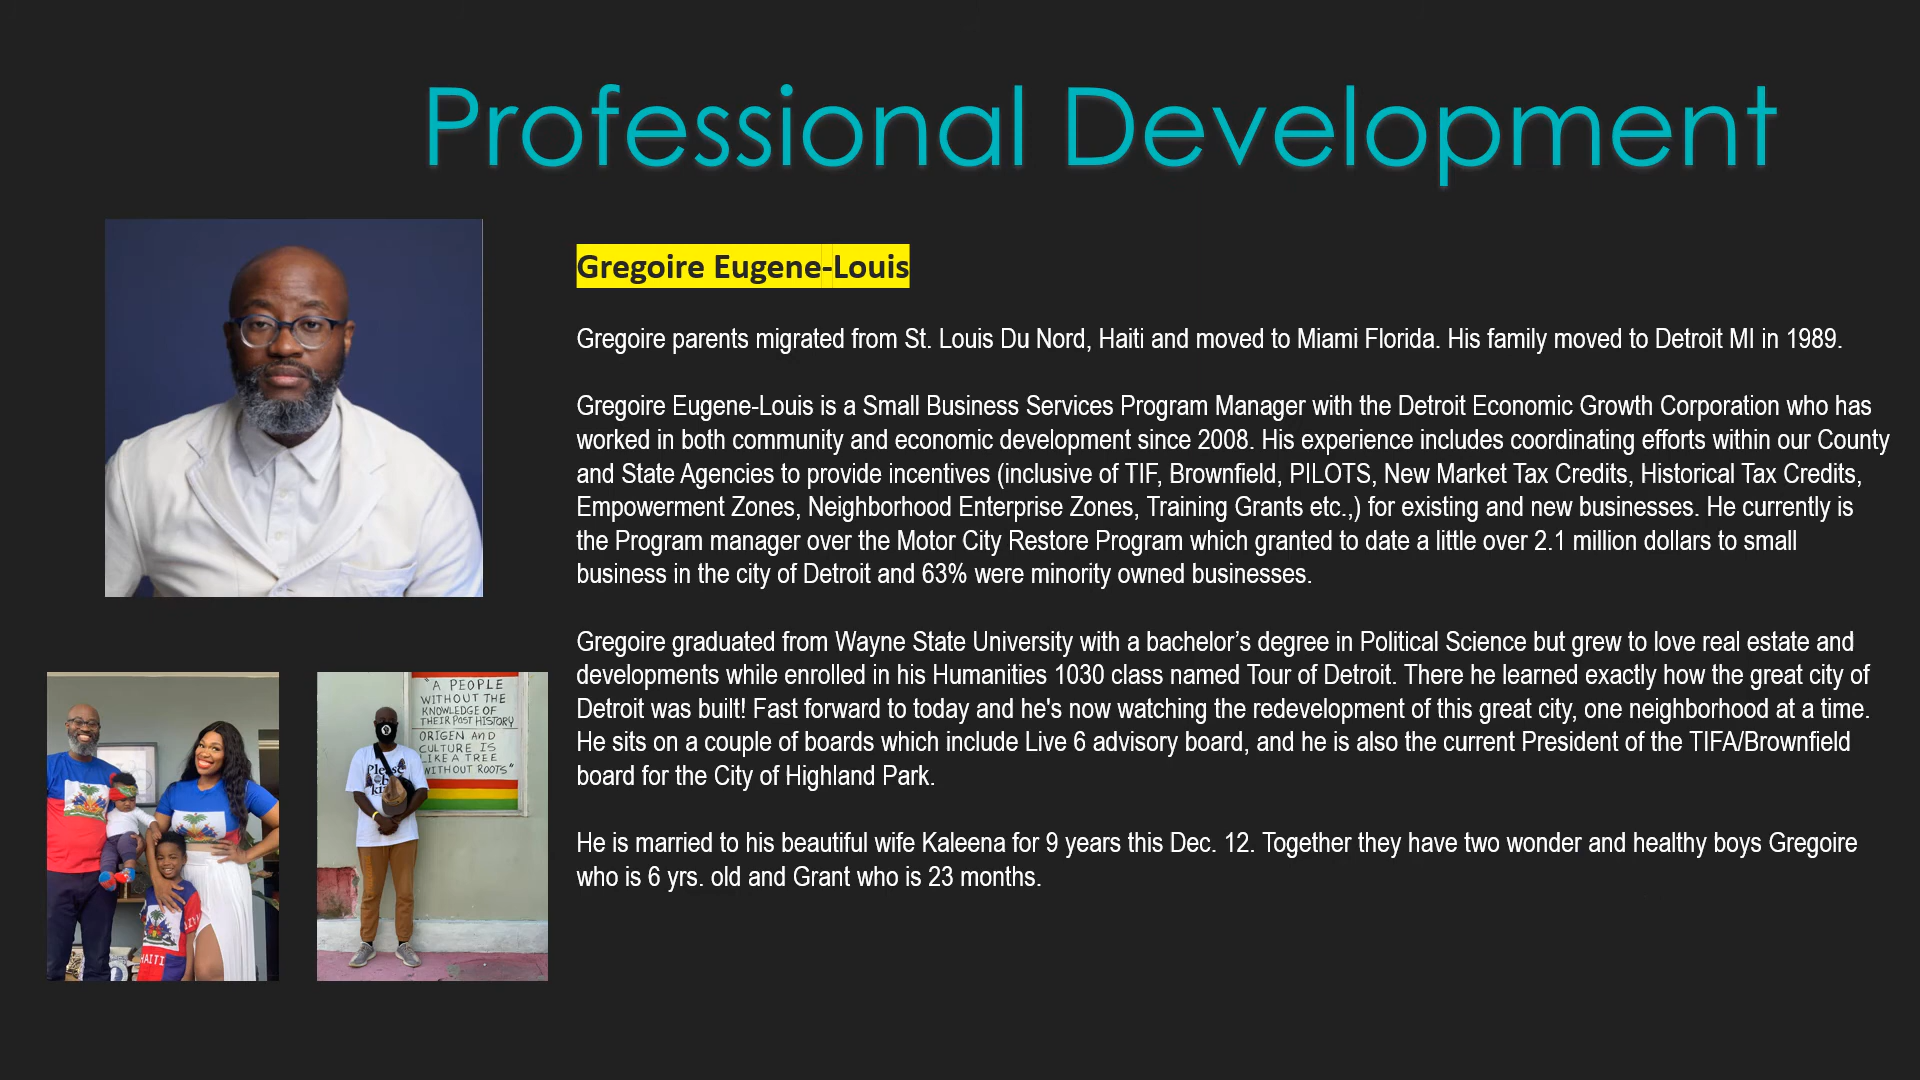 Professional Development
Gregoire Eugene-Louis
Gregoire parents migrated from St. Louis Du Nord, Haiti and moved to Miami Florida. His family moved to Detroit MI in 1989.
Gregoire Eugene-Louis is a Small Business Services Program Manager with the Detroit Economic Growth Corporation who has
worked in both community and economic development since 2008. His experience includes coordinating efforts within our County
and State Agencies to provide incentives (inclusive of TIF, Brownfield, PILOTS, New Market Tax Credits, Historical Tax Credits,
Empowerment Zones, Neighborhood Enterprise Zones, Training Grants etc.,) for existing and new businesses. He currently is
the Program manager over the Motor City Restore Program which granted to date a little over 2.1 million dollars to small
business in the city of Detroit and 63% were minority owned businesses.
Gregoire graduated from Wayne State University with a bachelor’s degree in Political Science but grew to love real estate and
developments while enrolled in his Humanities 1030 class named Tour of Detroit. There he learned exactly how the great city of
Detroit was built! Fast forward to today and he's now watching the redevelopment of this great city, one neighborhood at a time.
He sits on a couple of boards which include Live 6 advisory board, and he is also the current President of the TIFA/Brownfield
board for the City of Highland Park.
He is married to his beautiful wife Kaleena for 9 years this Dec. 12. Together they have two wonder and healthy boys Gregoire
who is 6 yrs. old and Grant who is 23 months.
"A PEOPLE
WITHOUT THE
KNOWLEDGE OF
THEIR POST HISTORY
ORIGEN AND
CULTURE IS
LIKE A TREE
WITHOUT ROOTS"
HAITI